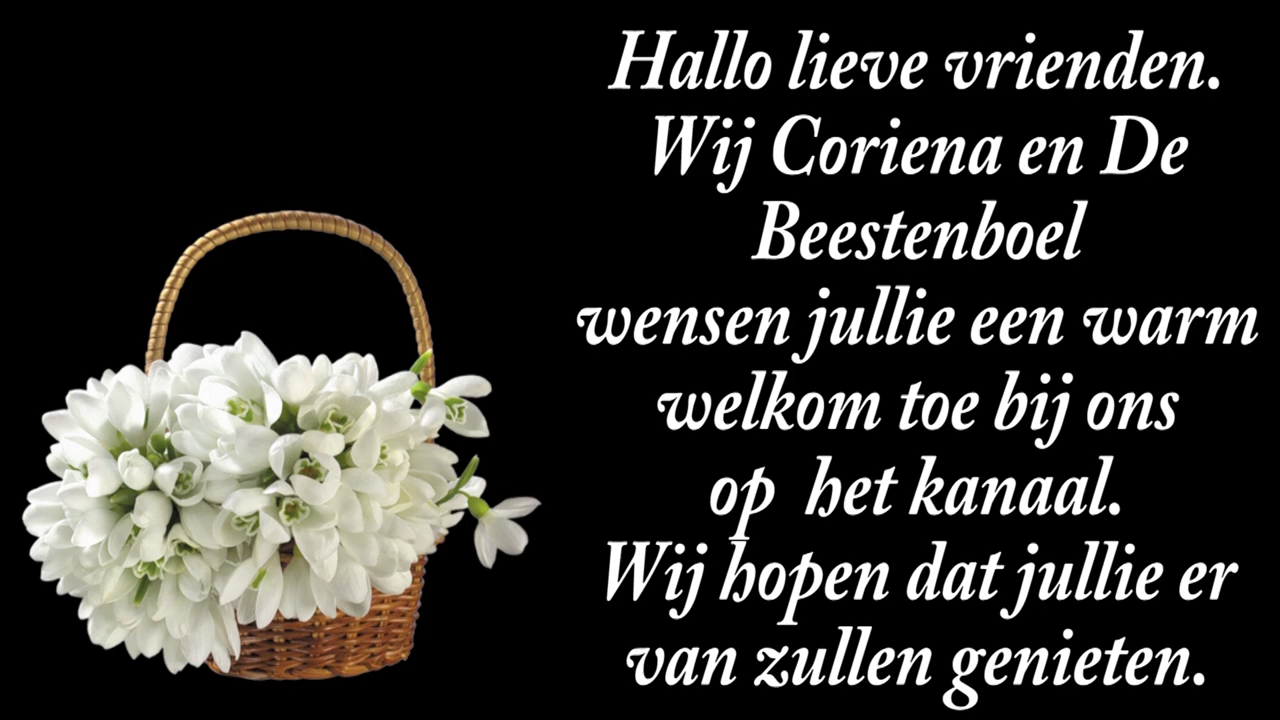 Hallo lieve vrienden.
Wij Coriena en De
Beestenboel
wensen jullie een warm
welkom toe bij ons
op het kanaal.
Wij hopen dat jullie er
van zullen genieten.